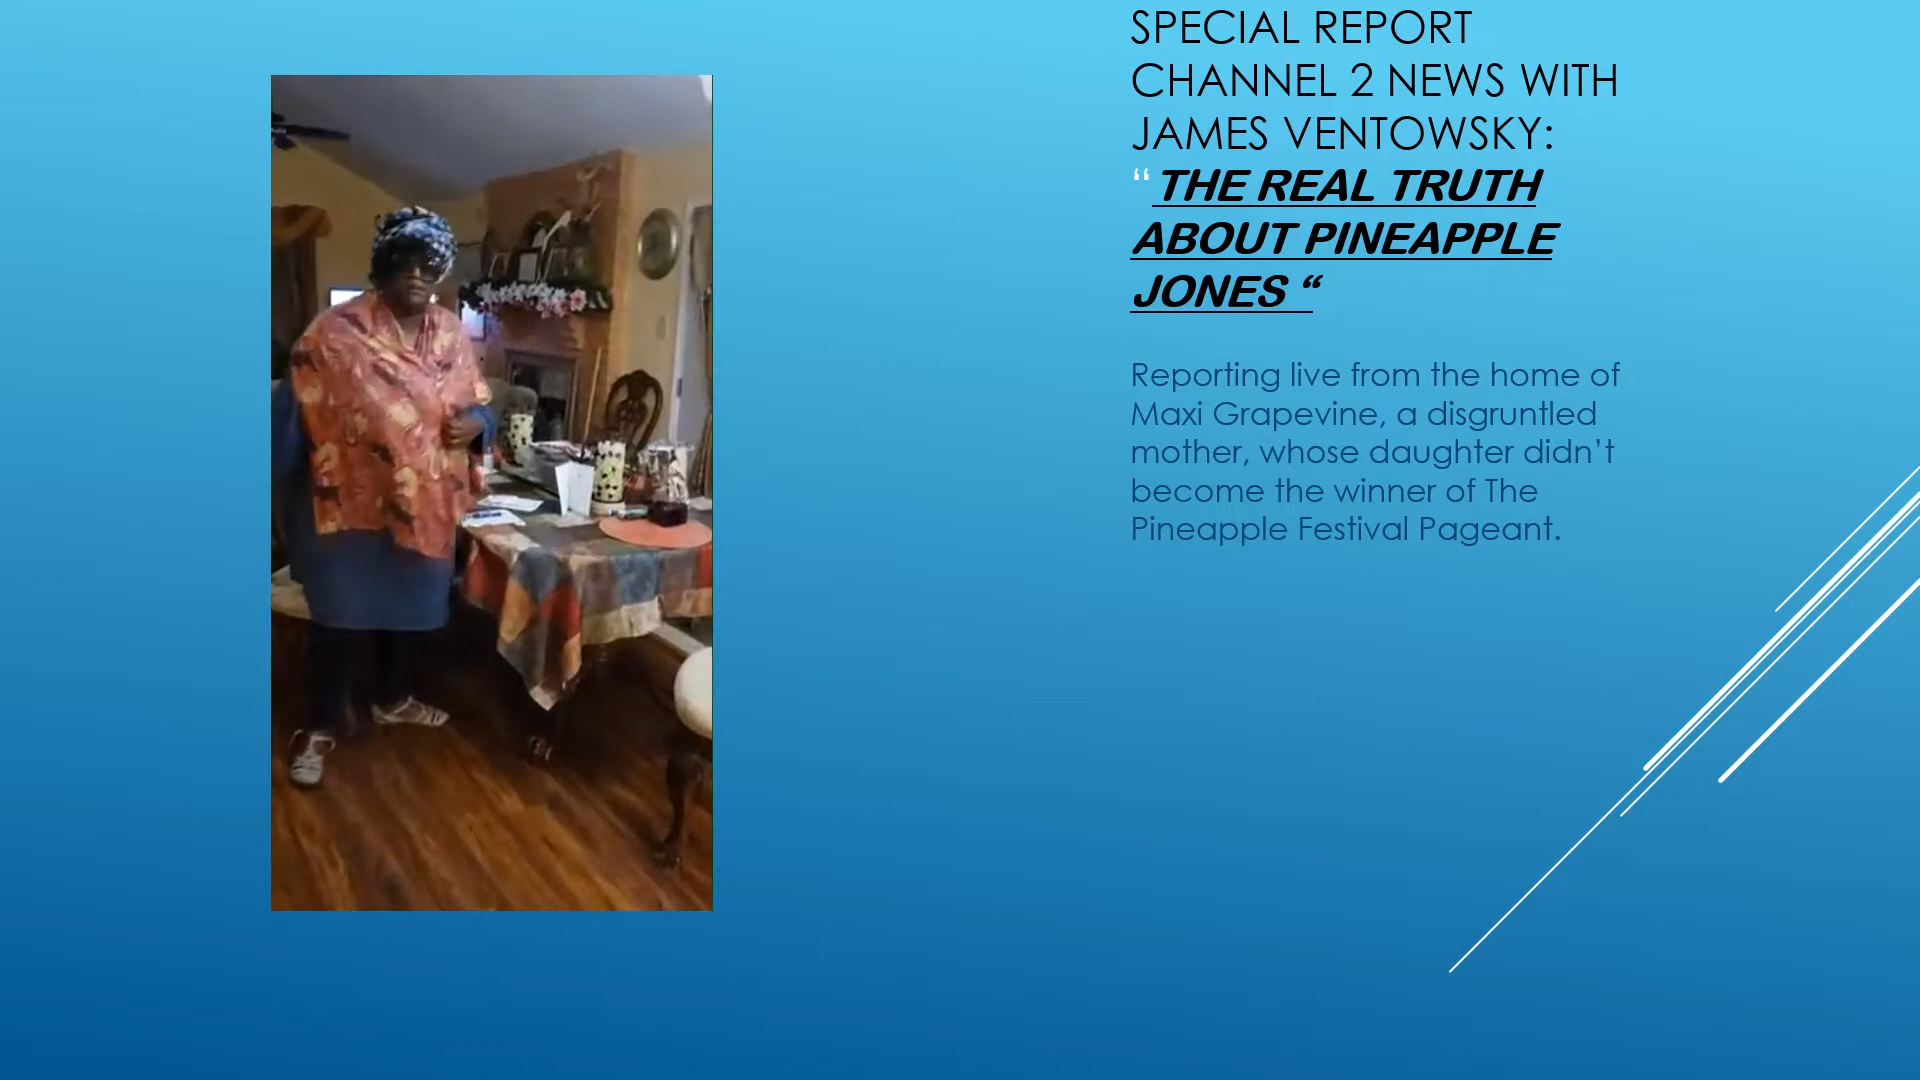 SPECIAL REPORT
CHANNEL 2 NEWS WITH
JAMES VENTOWSKY:
“ THE REAL TRUTH
ABOUT PINEAPPLE
JONES “
Reporting live from the home of
Maxi Grapevine, a disgruntled
mother, whose daughter didn’t
become the winner of The
Pineapple Festival Pageant.